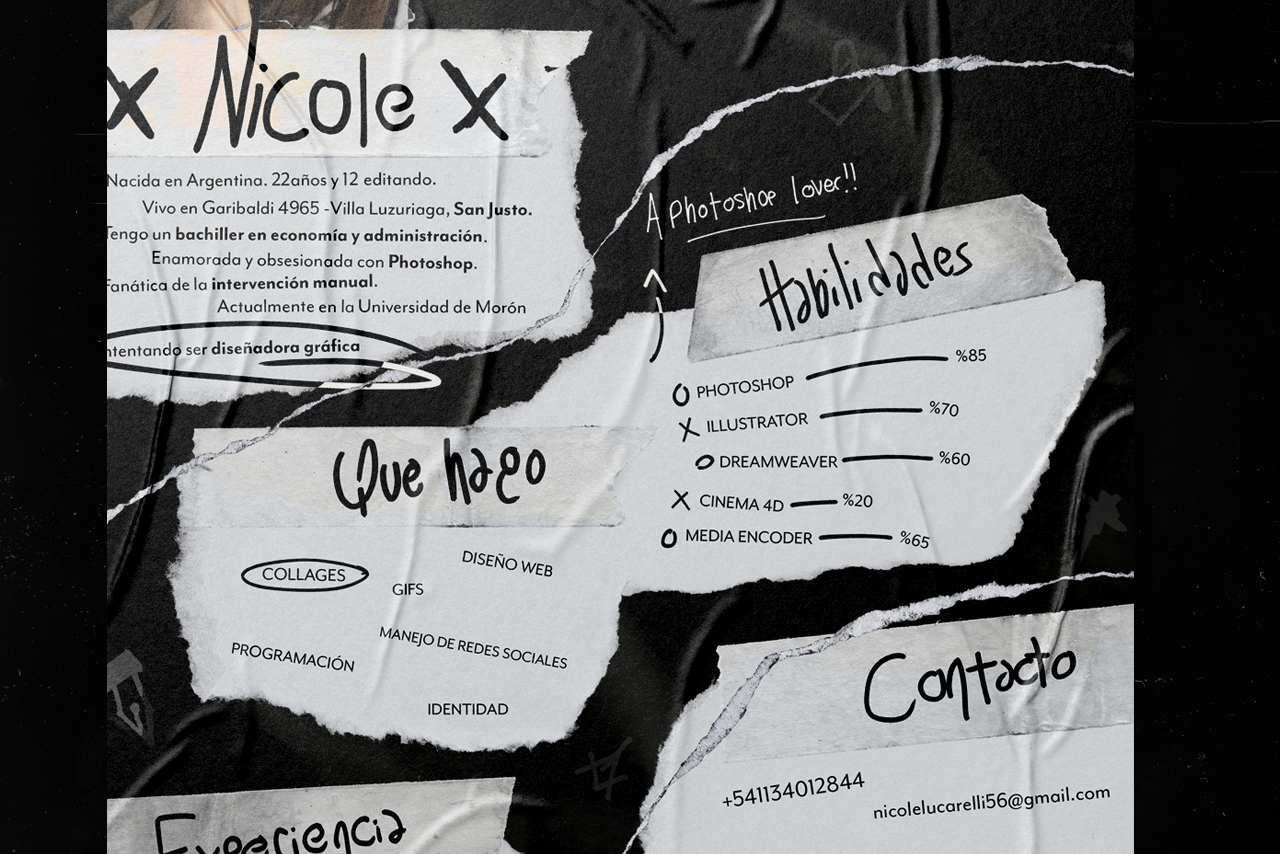 x Nicole x
Nacida en Argentina. 22años y 12 editando.
Vivo en Garibaldi 4965 -Villa Luzuriaga, San Justo.
Tengo un bachiller en economía y administración.
Enamorada y obsesionada con Photoshop.
Fanática de la intervención manual.
Actualmente en la Universidad de Morón
ntentando ser diseñadora gráfica
A Photoshop lover!!
Habilidades
PHOTOSHOP %85
ILLUSTRATOR %70
DREAMWEAVER %60
CINEMA 4D %20
MEDIA ENCODER %65
Que hago
DISEÑO WEB
COLLAGES
GIFS
MANEJO DE REDES SOCIALES
PROGRAMACIÓN
IDENTIDAD
Contacto
+541134012844
nicolelucarelli56@gmail.com
Experiencia